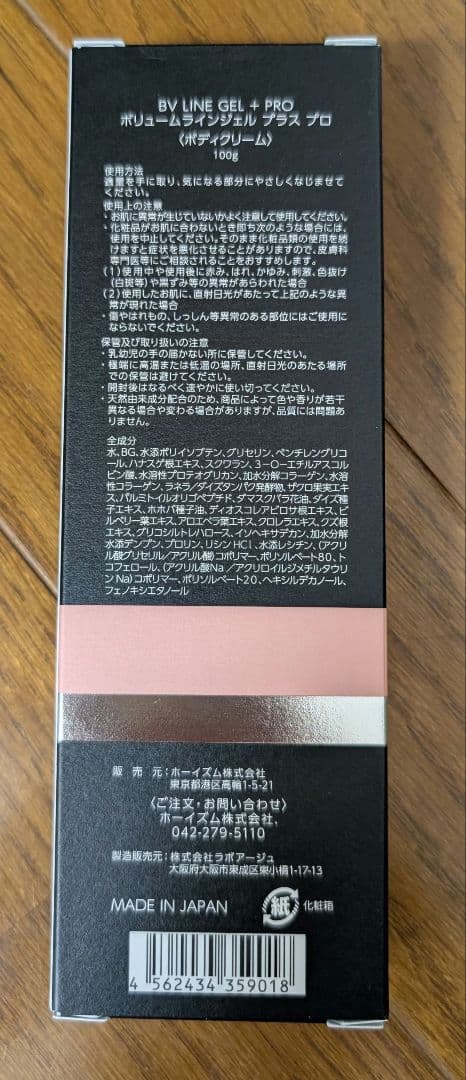 BV LINE GEL + PRO
ボリュームラインジェル プラス プロ
〈ボディクリーム〉
100g
使用方法
適量を手に取り、気になる部分にやさしくなじませて
ください。
使用上の注意
・お肌に異常が生じていないかよく注意して使用してください。
・化粧品がお肌に合わないとき即ち次のような場合には、
使用を中止してください。そのまま化粧品類の使用を続
けますと症状を悪化させることがありますので、皮膚科
専門医等にご相談されることをおすすめします。
(1)使用中や使用後に赤み、はれ、かゆみ、刺激、色抜け
(白斑等)や黒ずみ等の異常があらわれた場合
(2)使用したお肌に、直射日光があたって上記のような異
常が現れた場合
・傷やはれもの、しっしん等異常のある部位にはご使用に
ならないでください。
保管及び取り扱いの注意
・乳幼児の手の届かない所に保管してください。
・極端に高温または低温の場所、直射日光のあたる場所
での保管は避けてください。
・開封後はなるべく速やかに使い切ってください。
・天然由来成分配合のため、商品によって色や香りが若干
異なる場合や変わる場合がありますが、品質には問題あ
りません。
全成分
水、BG、水添ポリイソブテン、グリセリン、ペンチレングリコ
ール、ハナスゲ根エキス、スクワラン、3-O-エチルアスコル
ビン酸、水溶性プロテオグリカン、加水分解コラーゲン、水溶
性コラーゲン、ラネラ/ダイズタンパク発酵物、ザクロ果実エキ
ス、パルミトイルオリゴペプチド、ダマスクバラ花油、ダイズ種
子エキス、ホホバ種子油、ディオスコレアビロサ根エキス、ビ
ルベリー葉エキス、アロエベラ葉エキス、クロレラエキス、クズ根
エキス、グリコシルトレハロース、イソヘキサデカン、加水分解
水添デンプン、プロリン、リシンHCl、水添レシチン、(アクリ
ル酸グリセリル/アクリル酸)コポリマー、ポリソルベート80、ト
コフェロール、(アクリル酸Na/アクリロイルジメチルタウリ
ンNa)コポリマー、ポリソルベート20、ヘキシルデカノール、
フェノキシエタノール
販 売 元:ホーイズム株式会社
東京都港区高輪1-5-21
〈ご注文・お問い合わせ〉
ホーイズム株式会社
042-279-5110
製造販売元:株式会社ラボアージュ
大阪府大阪市東成区東小橋1-17-13
MADE IN JAPAN
紙 化粧箱
4 562434 359018